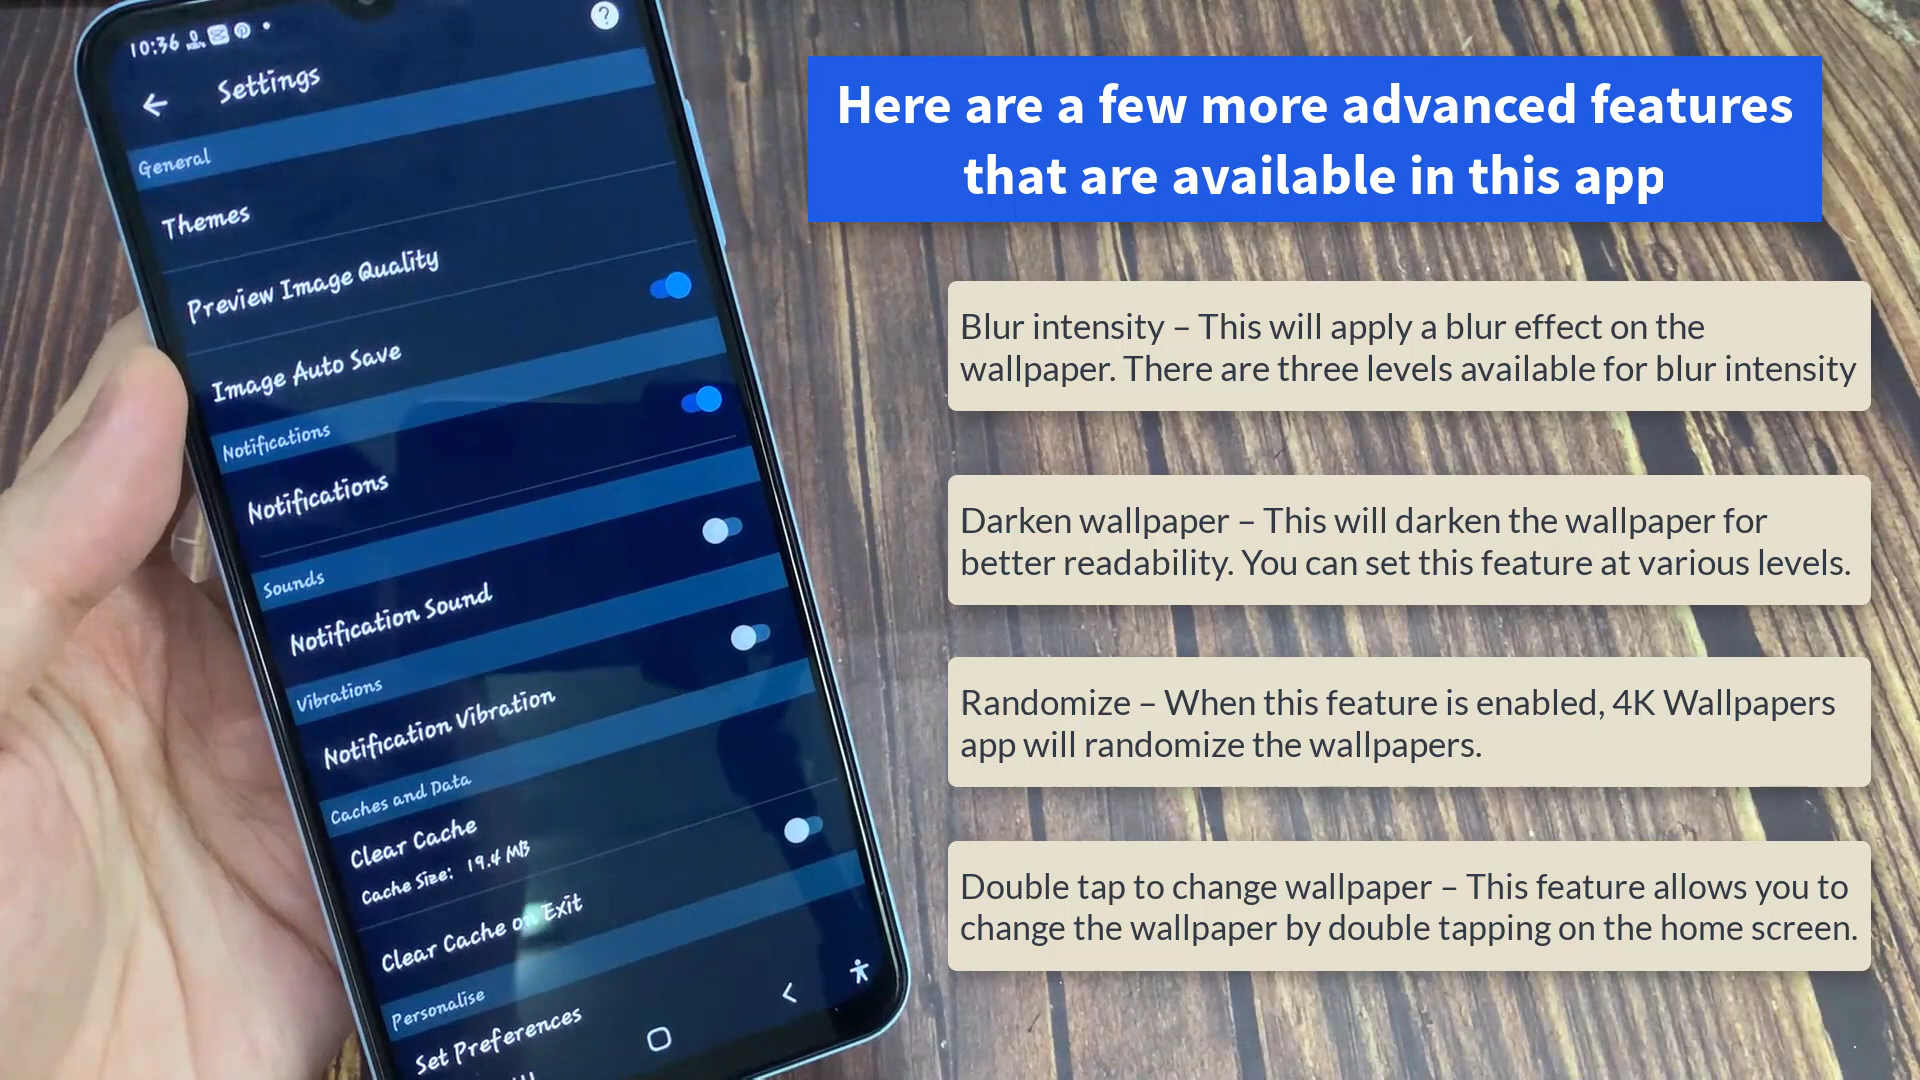 10:36
Settings
General
Themes
Preview Image Quality
Image Auto Save
Notifications
Notifications
Sounds
Notification Sound
Vibrations
Notification Vibration
Caches and Data
Clear Cache
Cache Size: 19.4 MB
Clear Cache on Exit
Personalise
Set Preferences
Here are a few more advanced features
that are available in this app
Blur intensity – This will apply a blur effect on the
wallpaper. There are three levels available for blur intensity
Darken wallpaper – This will darken the wallpaper for
better readability. You can set this feature at various levels.
Randomize – When this feature is enabled, 4K Wallpapers
app will randomize the wallpapers.
Double tap to change wallpaper – This feature allows you to
change the wallpaper by double tapping on the home screen.